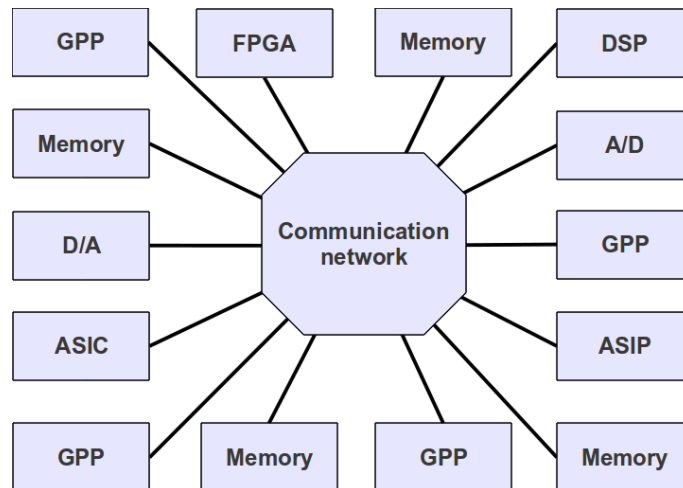 GPP
FPGA
Memory
DSP
Memory
A/D
Communication
network
D/A
GPP
ASIC
ASIP
GPP
Memory
GPP
Memory